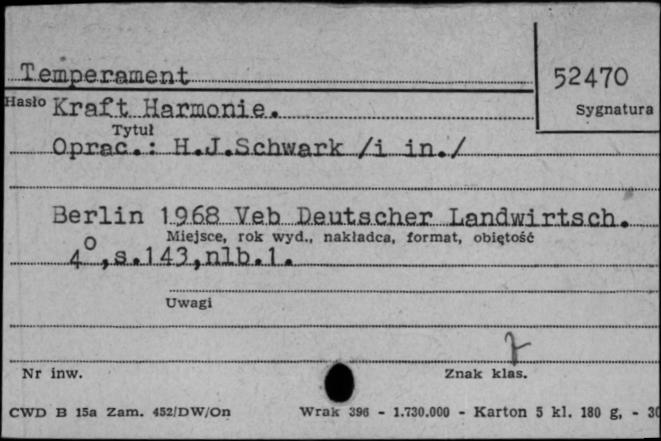 Temperament
52470
Hasło Kraft Harmonie.
Sygnatura
Tytuł
Oprac.: H.J.Schwark /i in./
Berlin 1968 Veb Deutscher Landwirtsch.
Miejsce, rok wyd., nakładca, format, objętość
4º,s.143,nlb.1.
Uwagi
Nr inw.
Znak klas.
CWD B 15a Zam. 452/DW/On Wrak 396 - 1.730.000 - Karton 5 kl. 180 g, - 30